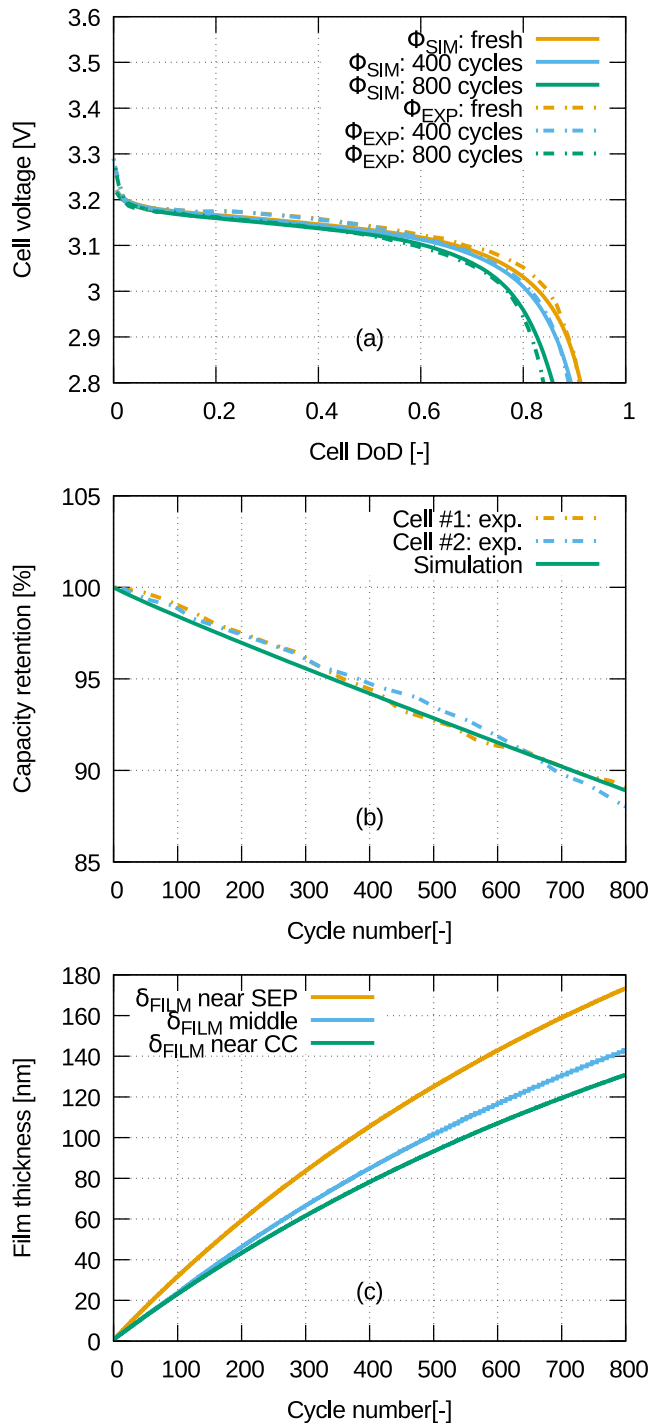 3.6
3.5
3.4
3.3
3.2
3.1
3
2.9
2.8
Cell voltage [V]
ΦSIM: fresh
ΦSIM: 400 cycles
ΦSIM: 800 cycles
ΦEXP: fresh
ΦEXP: 400 cycles
ΦEXP: 800 cycles
(a)
0 0.2 0.4 0.6 0.8 1
Cell DoD [-]
105
100
95
90
85
Capacity retention [%]
Cell #1: exp.
Cell #2: exp.
Simulation
(b)
0 100 200 300 400 500 600 700 800
Cycle number[-]
180
160
140
120
100
80
60
40
20
0
Film thickness [nm]
δFILM near SEP
δFILM middle
δFILM near CC
(c)
0 100 200 300 400 500 600 700 800
Cycle number[-]